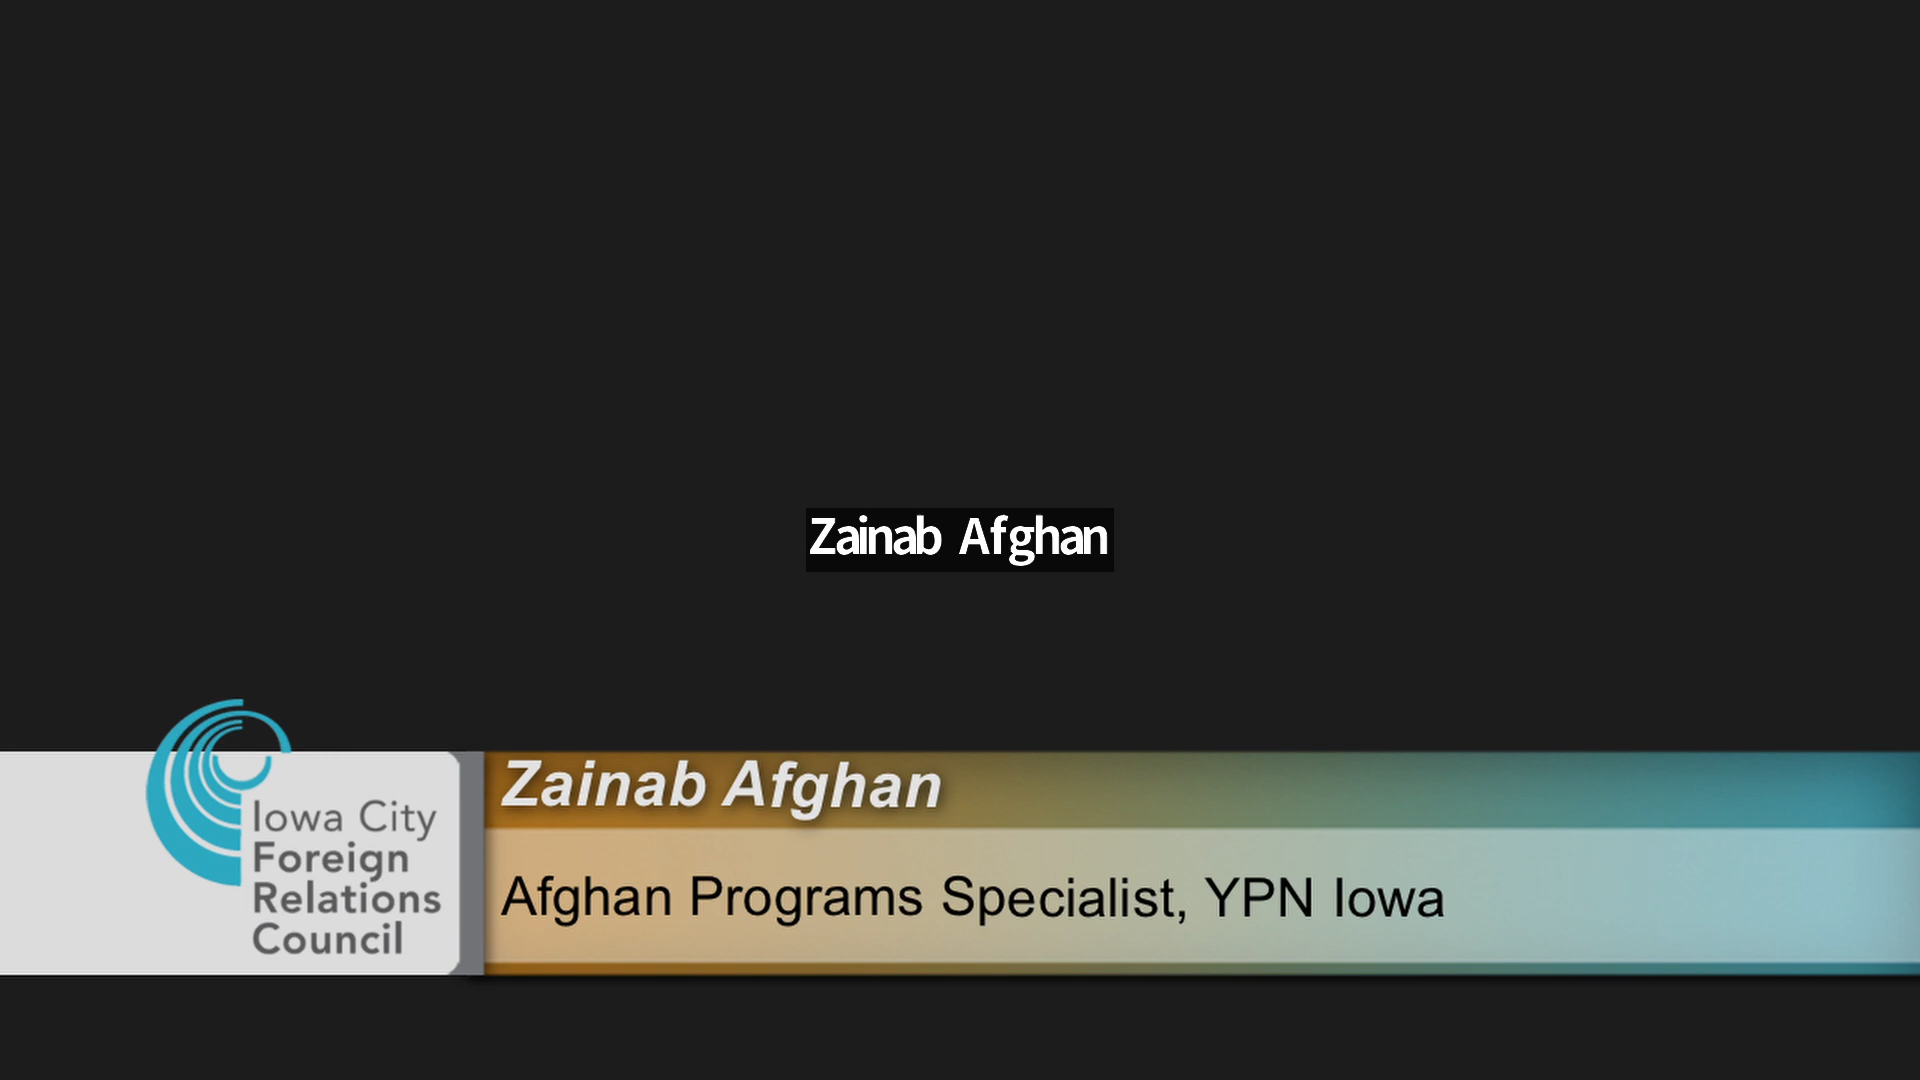 Zainab Afghan
Iowa City
Foreign
Relations
Council
Zainab Afghan
Afghan Programs Specialist, YPN Iowa